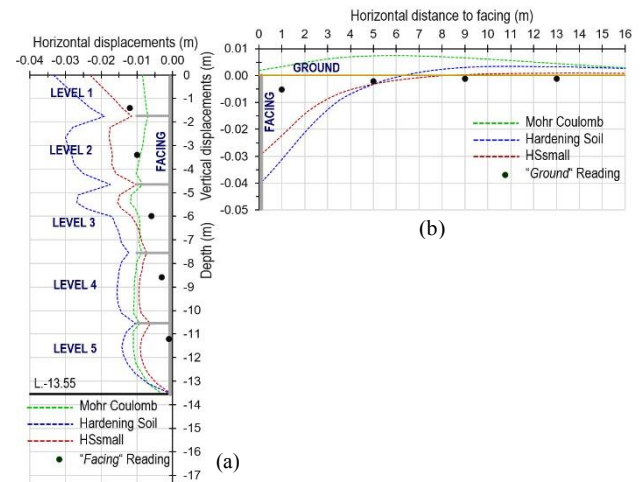 Horizontal displacements (m)
-0.04 -0.03 -0.02 -0.01 0.00
0
-1
-2
-3
-4
-5
-6
-7
-8
-9
-10
-11
-12
-13
-14
-15
-16
-17
Depth (m)
LEVEL 1
LEVEL 2
LEVEL 3
LEVEL 4
LEVEL 5
FACING
L.-13.55
Mohr Coulomb
Hardening Soil
HSsmall
"Facing" Reading
(a)
Horizontal distance to facing (m)
0 1 2 3 4 5 6 7 8 9 10 11 12 13 14 15 16
Vertical displacements (m)
0.01
0.00
-0.01
-0.02
-0.03
-0.04
-0.05
GROUND
FACING
Mohr Coulomb
Hardening Soil
HSsmall
"Ground" Reading
(b)